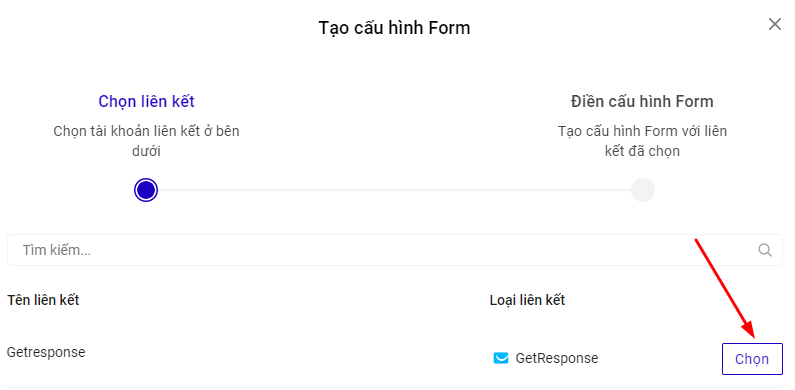 Tạo cấu hình Form
Chọn liên kết
Chọn tài khoản liên kết ở bên
dưới
Điền cấu hình Form
Tạo cấu hình Form với liên
kết đã chọn
Tìm kiếm...
Tên liên kết
Loại liên kết
Getresponse
GetResponse
Chọn